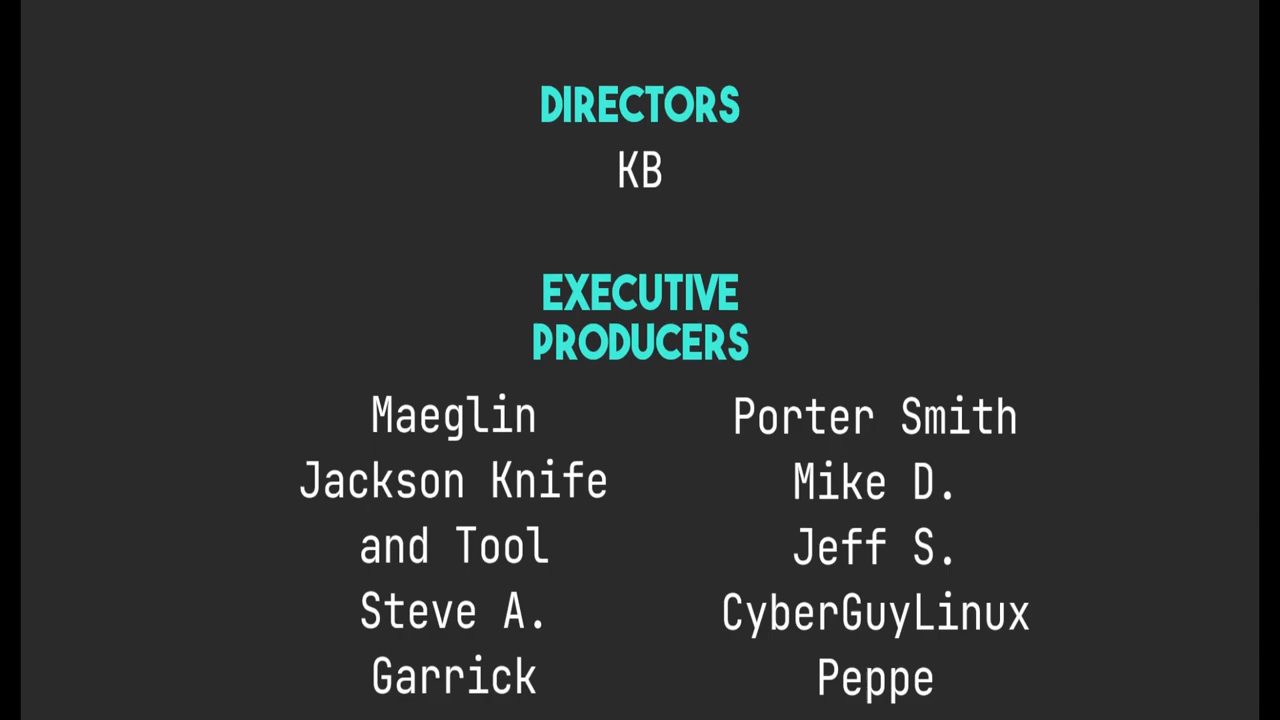 DIRECTORS
KB
EXECUTIVE
PRODUCERS
Maeglin
Jackson Knife
and Tool
Steve A.
Garrick
Porter Smith
Mike D.
Jeff S.
CyberGuyLinux
Peppe